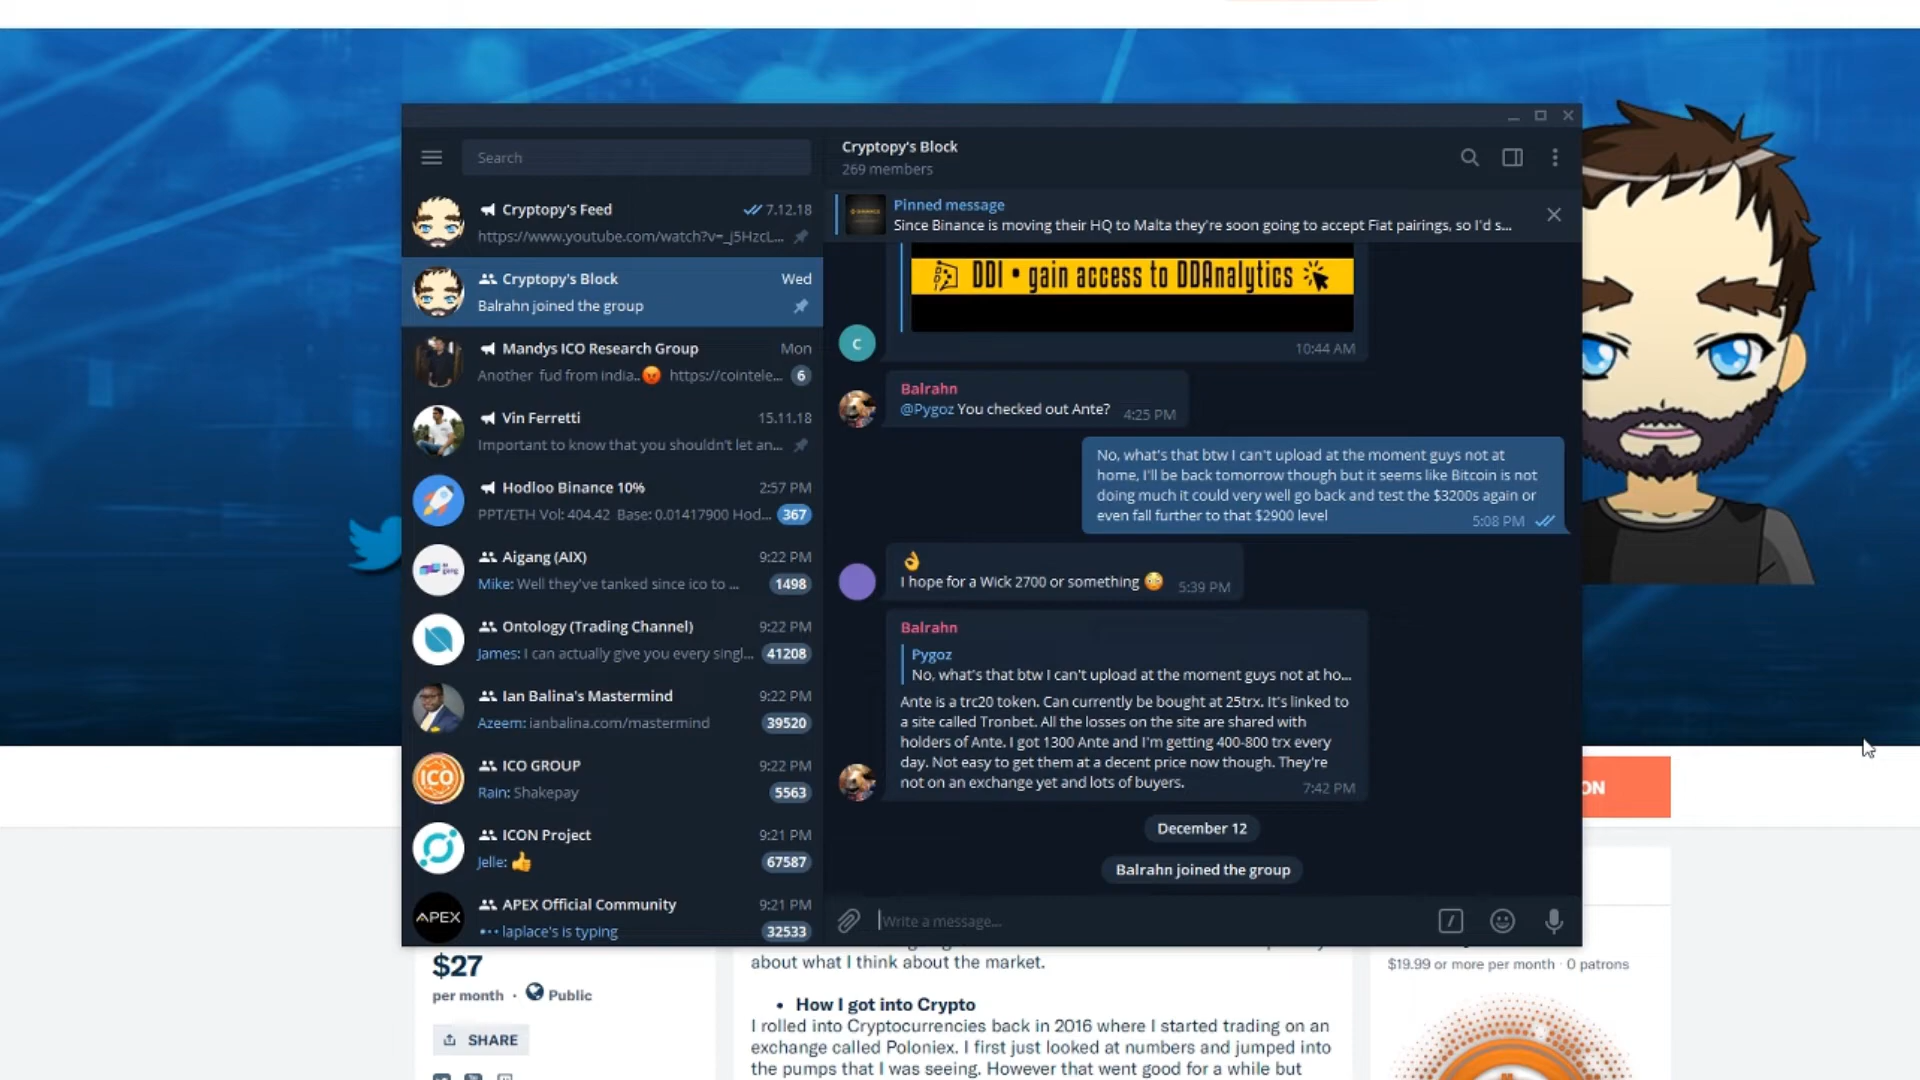 Search
Cryptopy's Feed 7.12.18
https://www.youtube.com/watch?v=_j5HzcL...
Cryptopy's Block Wed
Balrahn joined the group
Mandys ICO Research Group Mon
Another fud from india..😡 https://cointele... 6
Vin Ferretti 15.11.18
Important to know that you shouldn't let an...
Hodloo Binance 10% 2:57 PM
PPT/ETH Vol: 404.42 Base: 0.01417900 Hod... 367
Aigang (AIX) 9:22 PM
Mike: Well they've tanked since ico to ... 1498
Ontology (Trading Channel) 9:22 PM
James: I can actually give you every singl... 41208
Ian Balina's Mastermind 9:22 PM
Azeem: ianbalina.com/mastermind 39520
ICO
ICO GROUP 9:22 PM
Rain: Shakepay 5563
ICON Project 9:21 PM
Jelle: 👍 67587
APEX
APEX Official Community 9:21 PM
laplace's is typing 32533
Cryptopy's Block
269 members
Pinned message
Since Binance is moving their HQ to Malta they're soon going to accept Fiat pairings, so I'd s...
DDI • gain access to DDAnalytics
C
10:44 AM
Balrahn
@Pygoz You checked out Ante? 4:25 PM
No, what's that btw I can't upload at the moment guys not at
home, I'll be back tomorrow though but it seems like Bitcoin is not
doing much it could very well go back and test the $3200s again or
even fall further to that $2900 level 5:08 PM
👌
I hope for a Wick 2700 or something 😳 5:39 PM
Balrahn
Pygoz
No, what's that btw I can't upload at the moment guys not at ho...
Ante is a trc20 token. Can currently be bought at 25trx. It's linked to
a site called Tronbet. All the losses on the site are shared with
holders of Ante. I got 1300 Ante and I'm getting 400-800 trx every
day. Not easy to get them at a decent price now though. They're
not on an exchange yet and lots of buyers. 7:42 PM
December 12
Balrahn joined the group
Write a message...
ON
$27
per month · Public
SHARE
about what I think about the market.
• How I got into Crypto
I rolled into Cryptocurrencies back in 2016 where I started trading on an
exchange called Poloniex. I first just looked at numbers and jumped into
the pumps that I was seeing. However that went good for a while but
$19.99 or more per month · 0 patrons